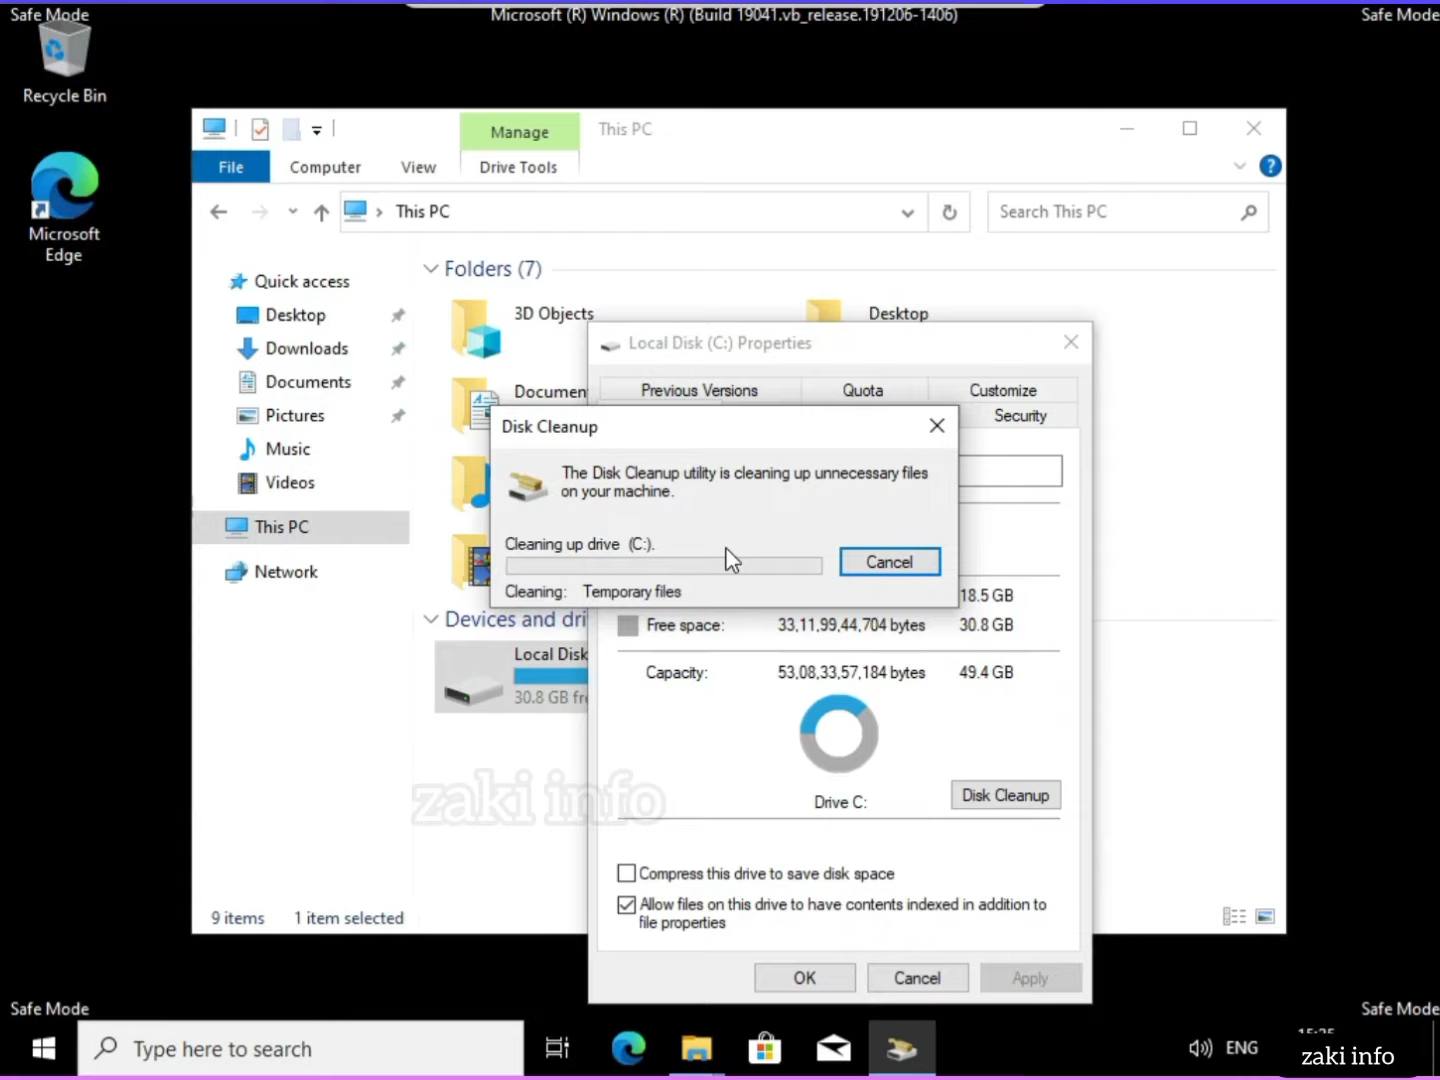 Safe Mode
Microsoft (R) Windows (R) (Build 19041.vb_release.191206-1406)
Safe Mode
Recycle Bin
Microsoft
Edge
Manage
This PC
File
Computer
View
Drive Tools
This PC
Search This PC
Quick access
Desktop
Downloads
Documents
Pictures
Music
Videos
This PC
Network
Folders (7)
3D Objects
Desktop
Local Disk (C:) Properties
Previous Versions
Quota
Customize
Security
Disk Cleanup
The Disk Cleanup utility is cleaning up unnecessary files
on your machine.
Cleaning up drive (C:).
Cancel
Cleaning: Temporary files
18.5 GB
Free space: 33,11,99,44,704 bytes 30.8 GB
Capacity: 53,08,33,57,184 bytes 49.4 GB
Devices and
Local Disk
30.8 GB
Drive C:
Disk Cleanup
zaki info
Compress this drive to save disk space
Allow files on this drive to have contents indexed in addition to
file properties
9 items 1 item selected
OK
Cancel
Apply
Safe Mode
Safe Mode
Type here to search
ENG
zaki info